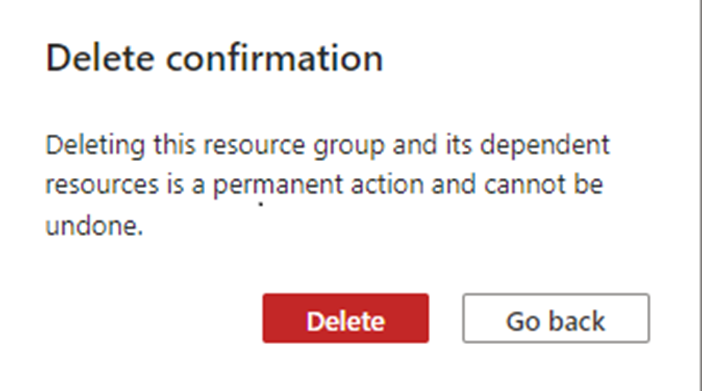 Delete confirmation
Deleting this resource group and its dependent
resources is a permanent action and cannot be
undone.
Delete
Go back